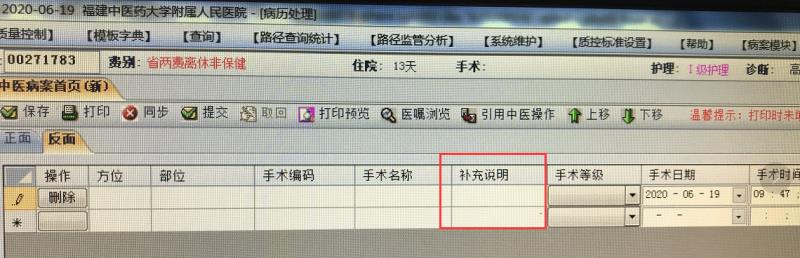 2020-06-19 福建中医药大学附属人民医院 - [病历处理]
质量控制】 【模板字典】 【查询】 【路径查询统计】 【路径监管分析】 【系统维护】 【质控标准设置】 【帮助】 【病案模块】
00271783 费别: 省两费离休非保健 住院: 13天 手术: 护理: Ⅰ级护理 诊断: 高
中医病案首页(新)
保存 打印 同步 提交 取回 打印预览 医嘱浏览 引用中医操作 上移 下移 温馨提示: 打印时未
正面 反面
操作 方位 部位 手术编码 手术名称 补充说明 手术等级 手术日期 手术时间
删除 2020 - 06 - 19 09 : 47 :
* - - : :